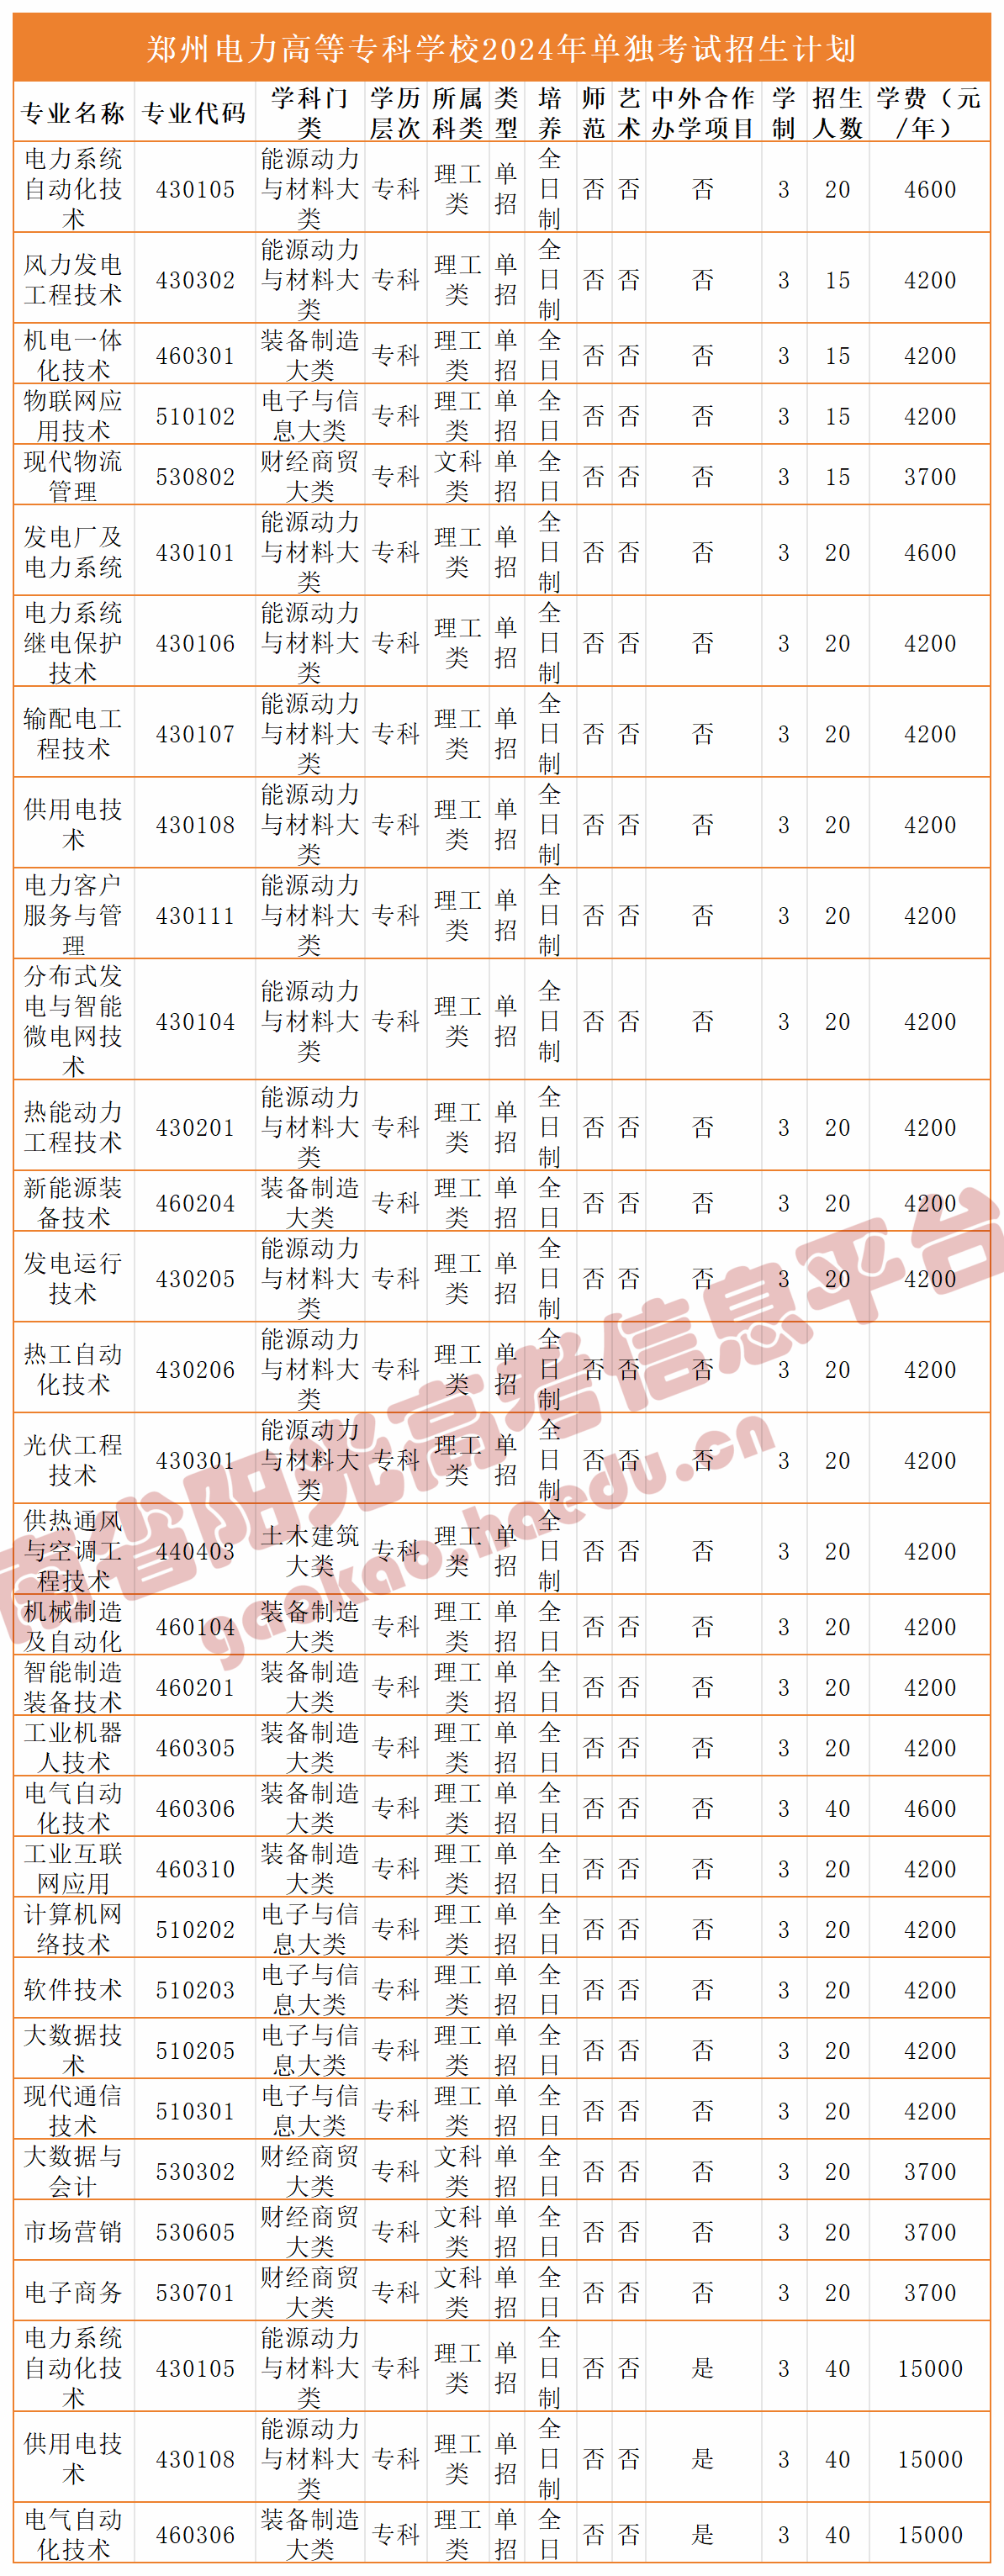 郑州电力高等专科学校2024年单独考试招生计划
专业名称 专业代码 学科门类 学历层次 所属科类 类型 培养 师范 艺术 中外合作办学项目 学制 招生人数 学费（元/年）
电力系统自动化技术 430105 能源动力与材料大类 专科 理工类 单招 全日制 否 否 否 3 20 4600
风力发电工程技术 430302 能源动力与材料大类 专科 理工类 单招 全日制 否 否 否 3 15 4200
机电一体化技术 460301 装备制造大类 专科 理工类 单招 全日 否 否 否 3 15 4200
物联网应用技术 510102 电子与信息大类 专科 理工类 单招 全日 否 否 否 3 15 4200
现代物流管理 530802 财经商贸大类 专科 文科类 单招 全日 否 否 否 3 15 3700
发电厂及电力系统 430101 能源动力与材料大类 专科 理工类 单招 全日制 否 否 否 3 20 4600
电力系统继电保护技术 430106 能源动力与材料大类 专科 理工类 单招 全日制 否 否 否 3 20 4200
输配电工程技术 430107 能源动力与材料大类 专科 理工类 单招 全日制 否 否 否 3 20 4200
供用电技术 430108 能源动力与材料大类 专科 理工类 单招 全日制 否 否 否 3 20 4200
电力客户服务与管理 430111 能源动力与材料大类 专科 理工类 单招 全日制 否 否 否 3 20 4200
分布式发电与智能微电网技术 430104 能源动力与材料大类 专科 理工类 单招 全日制 否 否 否 3 20 4200
热能动力工程技术 430201 能源动力与材料大类 专科 理工类 单招 全日制 否 否 否 3 20 4200
新能源装备技术 460204 装备制造大类 专科 理工类 单招 全日 否 否 否 3 20 4200
发电运行技术 430205 能源动力与材料大类 专科 理工类 单招 全日制 否 否 否 3 20 4200
热工自动化技术 430206 能源动力与材料大类 专科 理工类 单招 全日制 否 否 否 3 20 4200
光伏工程技术 430301 能源动力与材料大类 专科 理工类 单招 全日制 否 否 否 3 20 4200
供热通风与空调工程技术 440403 土木建筑大类 专科 理工类 单招 全日制 否 否 否 3 20 4200
机械制造及自动化 460104 装备制造大类 专科 理工类 单招 全日 否 否 否 3 20 4200
智能制造装备技术 460201 装备制造大类 专科 理工类 单招 全日 否 否 否 3 20 4200
工业机器人技术 460305 装备制造大类 专科 理工类 单招 全日 否 否 否 3 20 4200
电气自动化技术 460306 装备制造大类 专科 理工类 单招 全日 否 否 否 3 40 4600
工业互联网应用 460310 装备制造大类 专科 理工类 单招 全日 否 否 否 3 20 4200
计算机网络技术 510202 电子与信息大类 专科 理工类 单招 全日 否 否 否 3 20 4200
软件技术 510203 电子与信息大类 专科 理工类 单招 全日 否 否 否 3 20 4200
大数据技术 510205 电子与信息大类 专科 理工类 单招 全日 否 否 否 3 20 4200
现代通信技术 510301 电子与信息大类 专科 理工类 单招 全日 否 否 否 3 20 4200
大数据与会计 530302 财经商贸大类 专科 文科类 单招 全日 否 否 否 3 20 3700
市场营销 530605 财经商贸大类 专科 文科类 单招 全日 否 否 否 3 20 3700
电子商务 530701 财经商贸大类 专科 文科类 单招 全日 否 否 否 3 20 3700
电力系统自动化技术 430105 能源动力与材料大类 专科 理工类 单招 全日制 否 否 是 3 40 15000
供用电技术 430108 能源动力与材料大类 专科 理工类 单招 全日制 否 否 是 3 40 15000
电气自动化技术 460306 装备制造大类 专科 理工类 单招 全日 否 否 是 3 40 15000
南省阳光高考信息平台
gaokao.haedu.cn